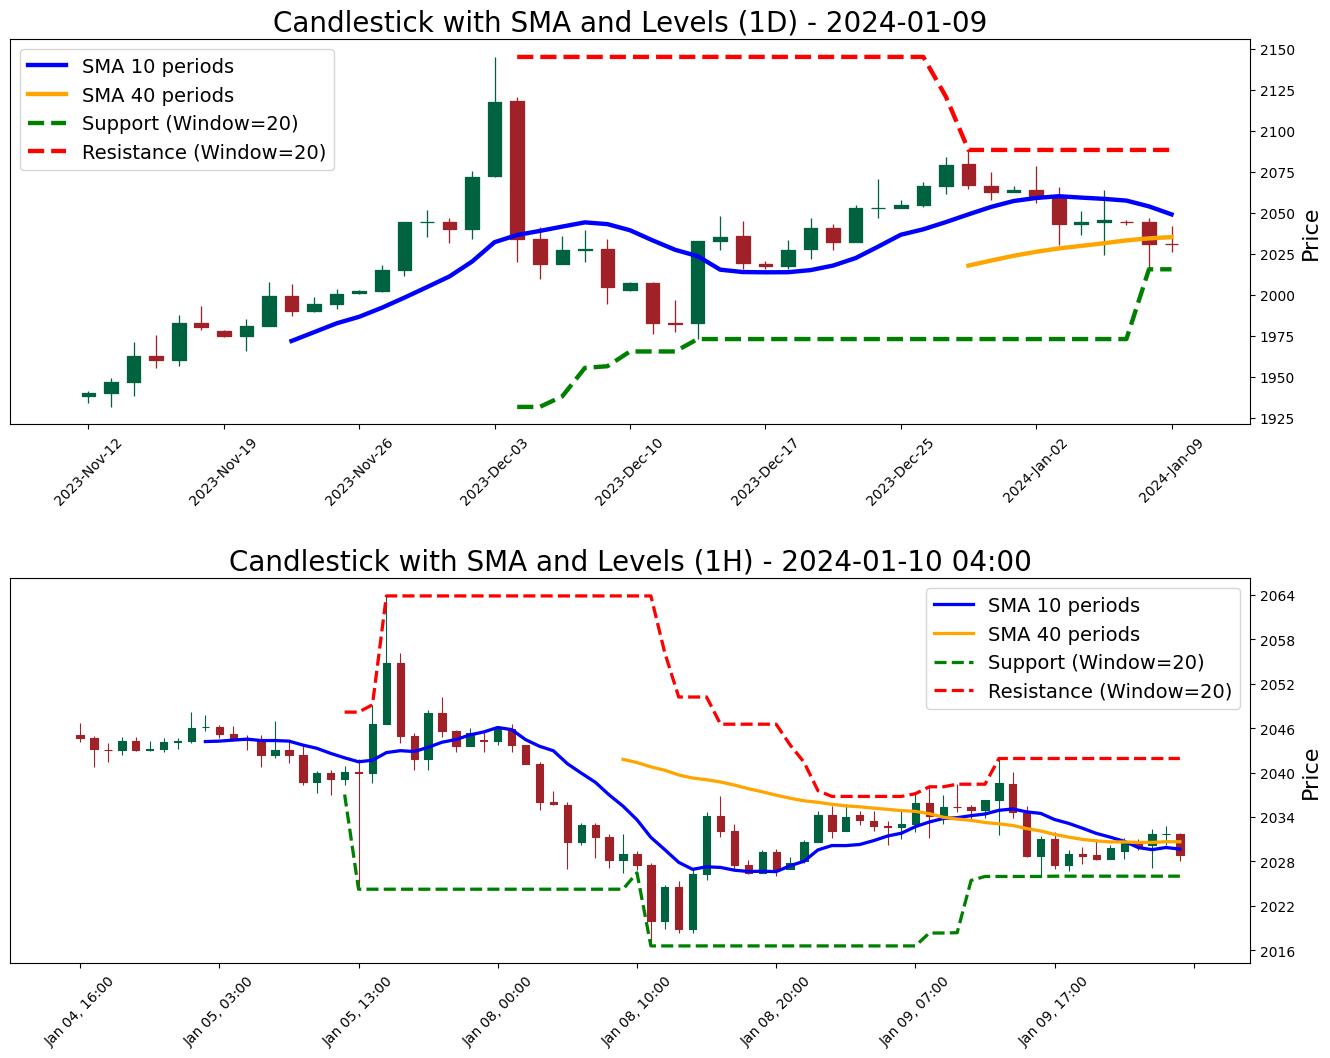 Candlestick with SMA and Levels (1D) - 2024-01-09
SMA 10 periods
SMA 40 periods
Support (Window=20)
Resistance (Window=20)
2150
2125
2100
2075
2050
2025
2000
1975
1950
1925
Price
2023-Nov-12
2023-Nov-19
2023-Nov-26
2023-Dec-03
2023-Dec-10
2023-Dec-17
2023-Dec-25
2024-Jan-02
2024-Jan-09
Candlestick with SMA and Levels (1H) - 2024-01-10 04:00
SMA 10 periods
SMA 40 periods
Support (Window=20)
Resistance (Window=20)
2064
2058
2052
2046
2040
2034
2028
2022
2016
Price
Jan 04, 16:00
Jan 05, 03:00
Jan 05, 13:00
Jan 08, 00:00
Jan 08, 10:00
Jan 08, 20:00
Jan 09, 07:00
Jan 09, 17:00